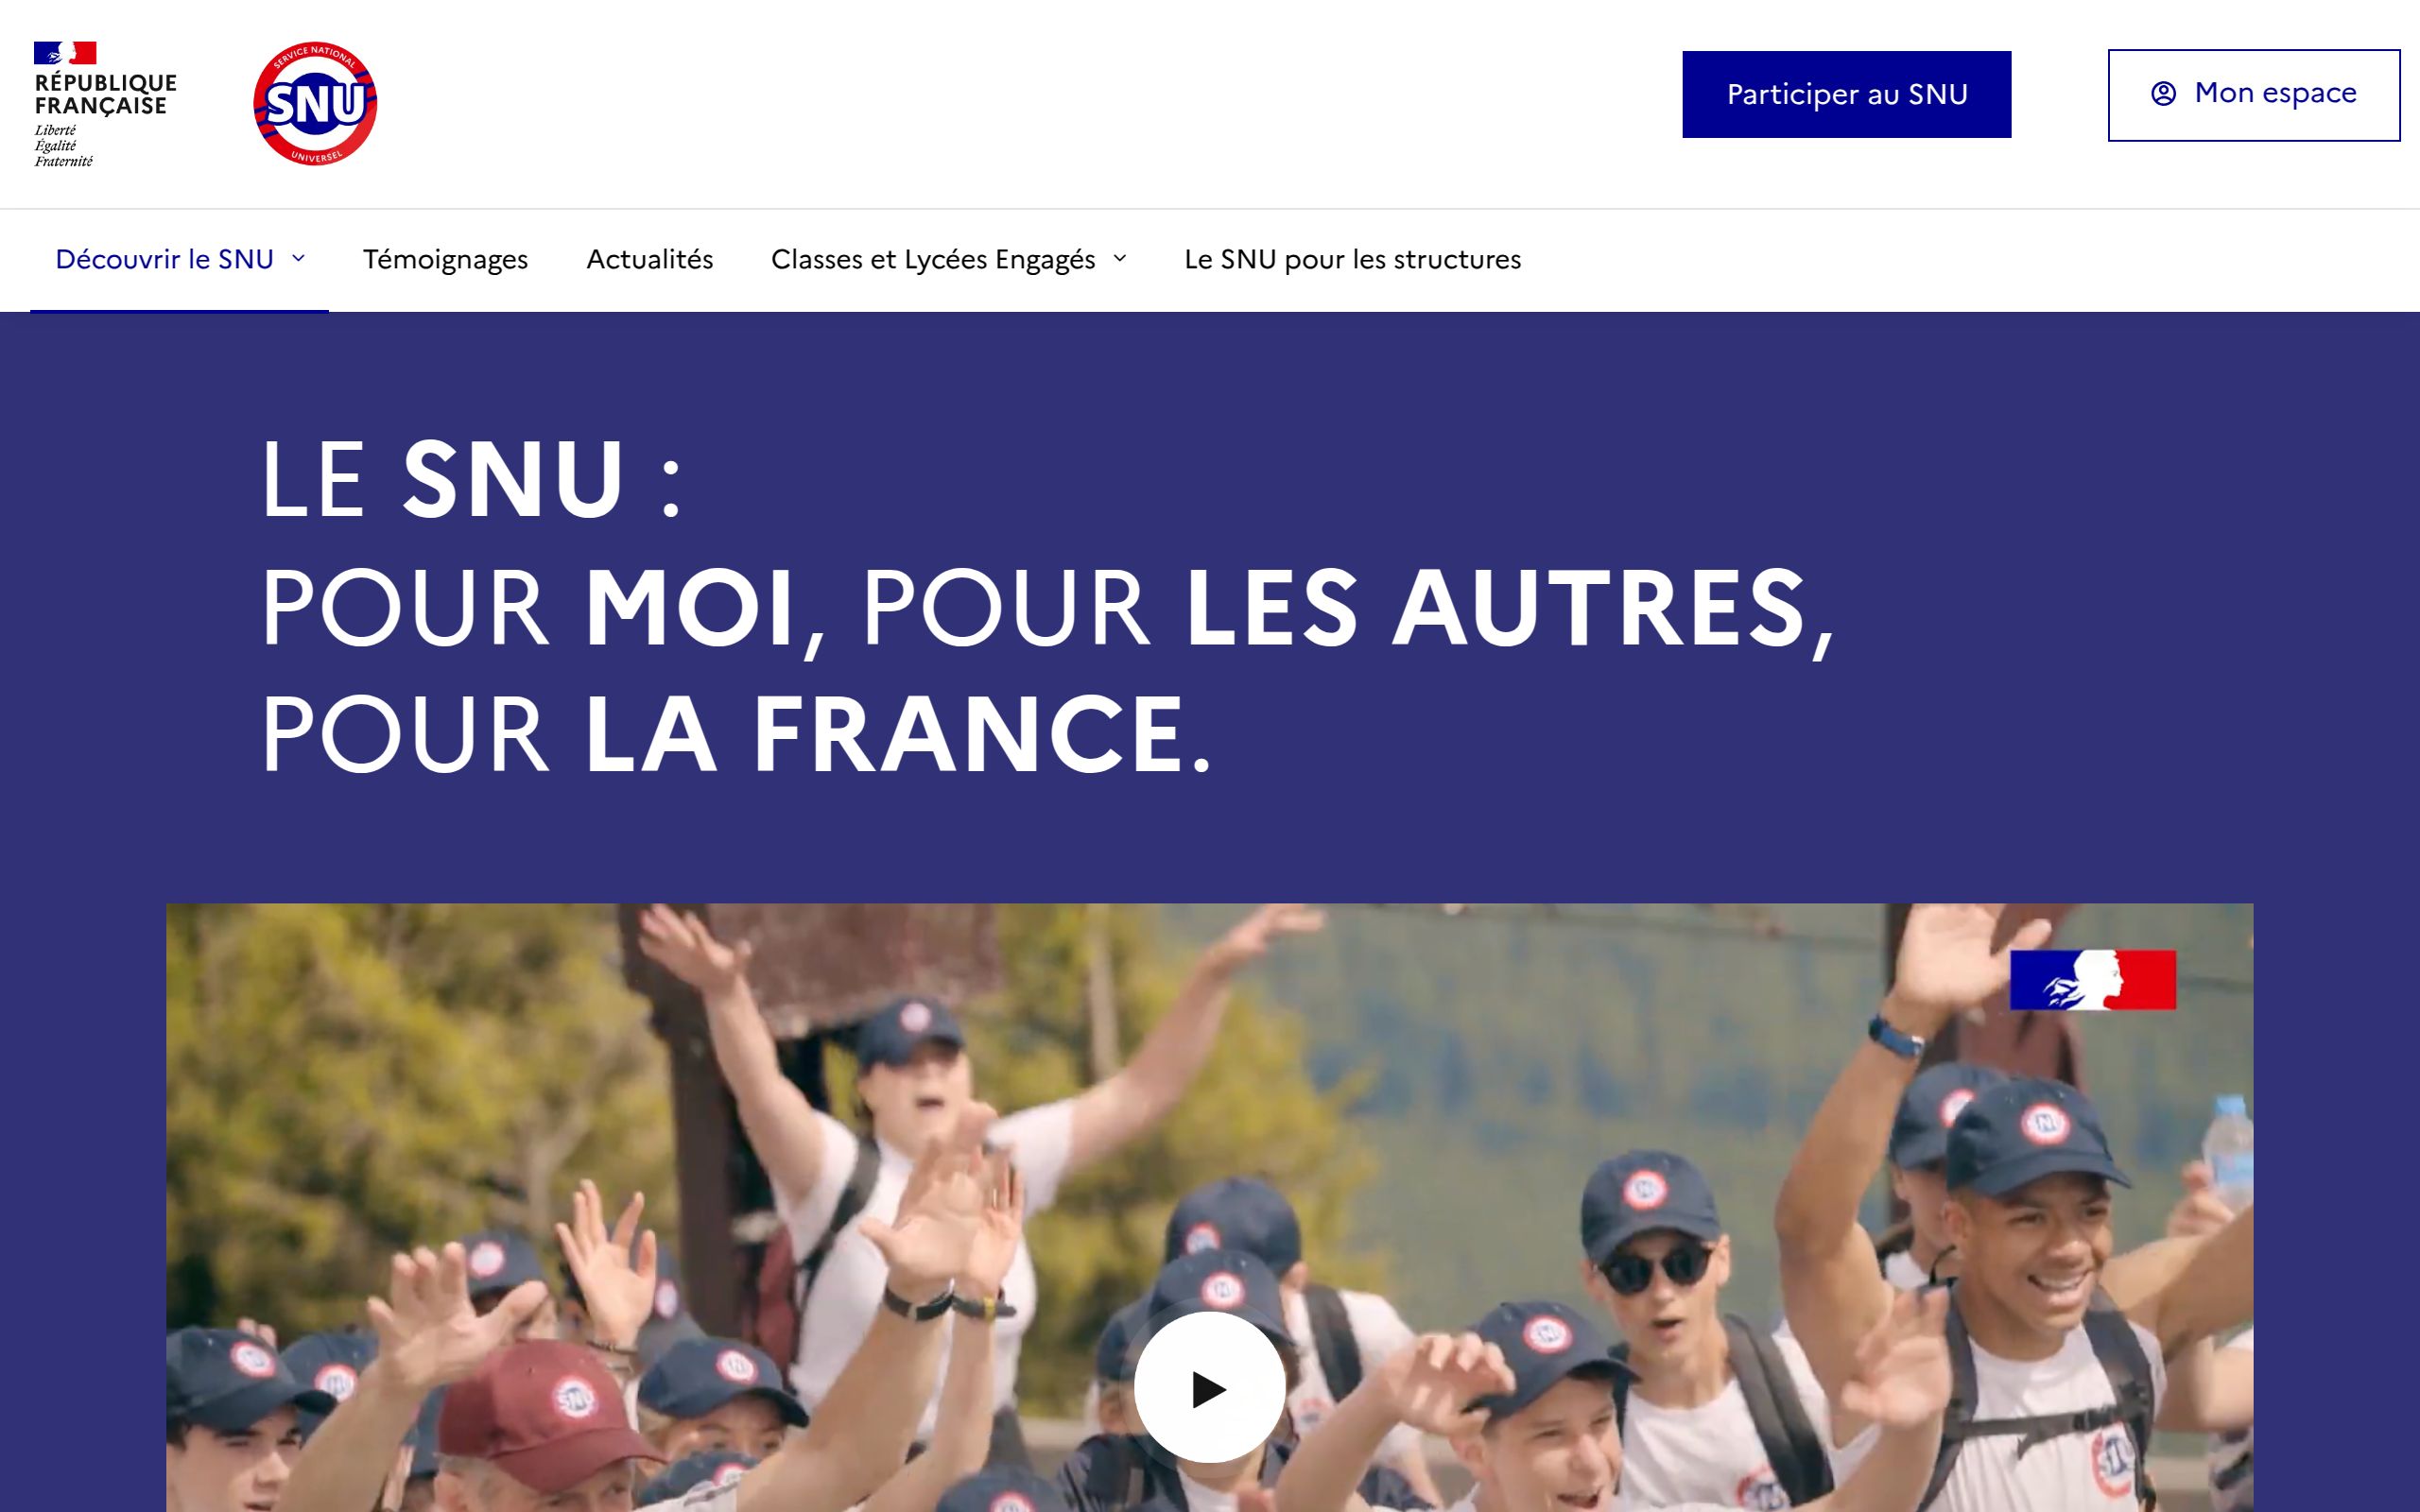 RÉPUBLIQUE
FRANÇAISE
Liberté
Égalité
Fraternité
SERVICE NATIONAL
SNU
UNIVERSEL
Participer au SNU
Mon espace
Découvrir le SNU
Témoignages
Actualités
Classes et Lycées Engagés
Le SNU pour les structures
LE SNU :
POUR MOI, POUR LES AUTRES,
POUR LA FRANCE.